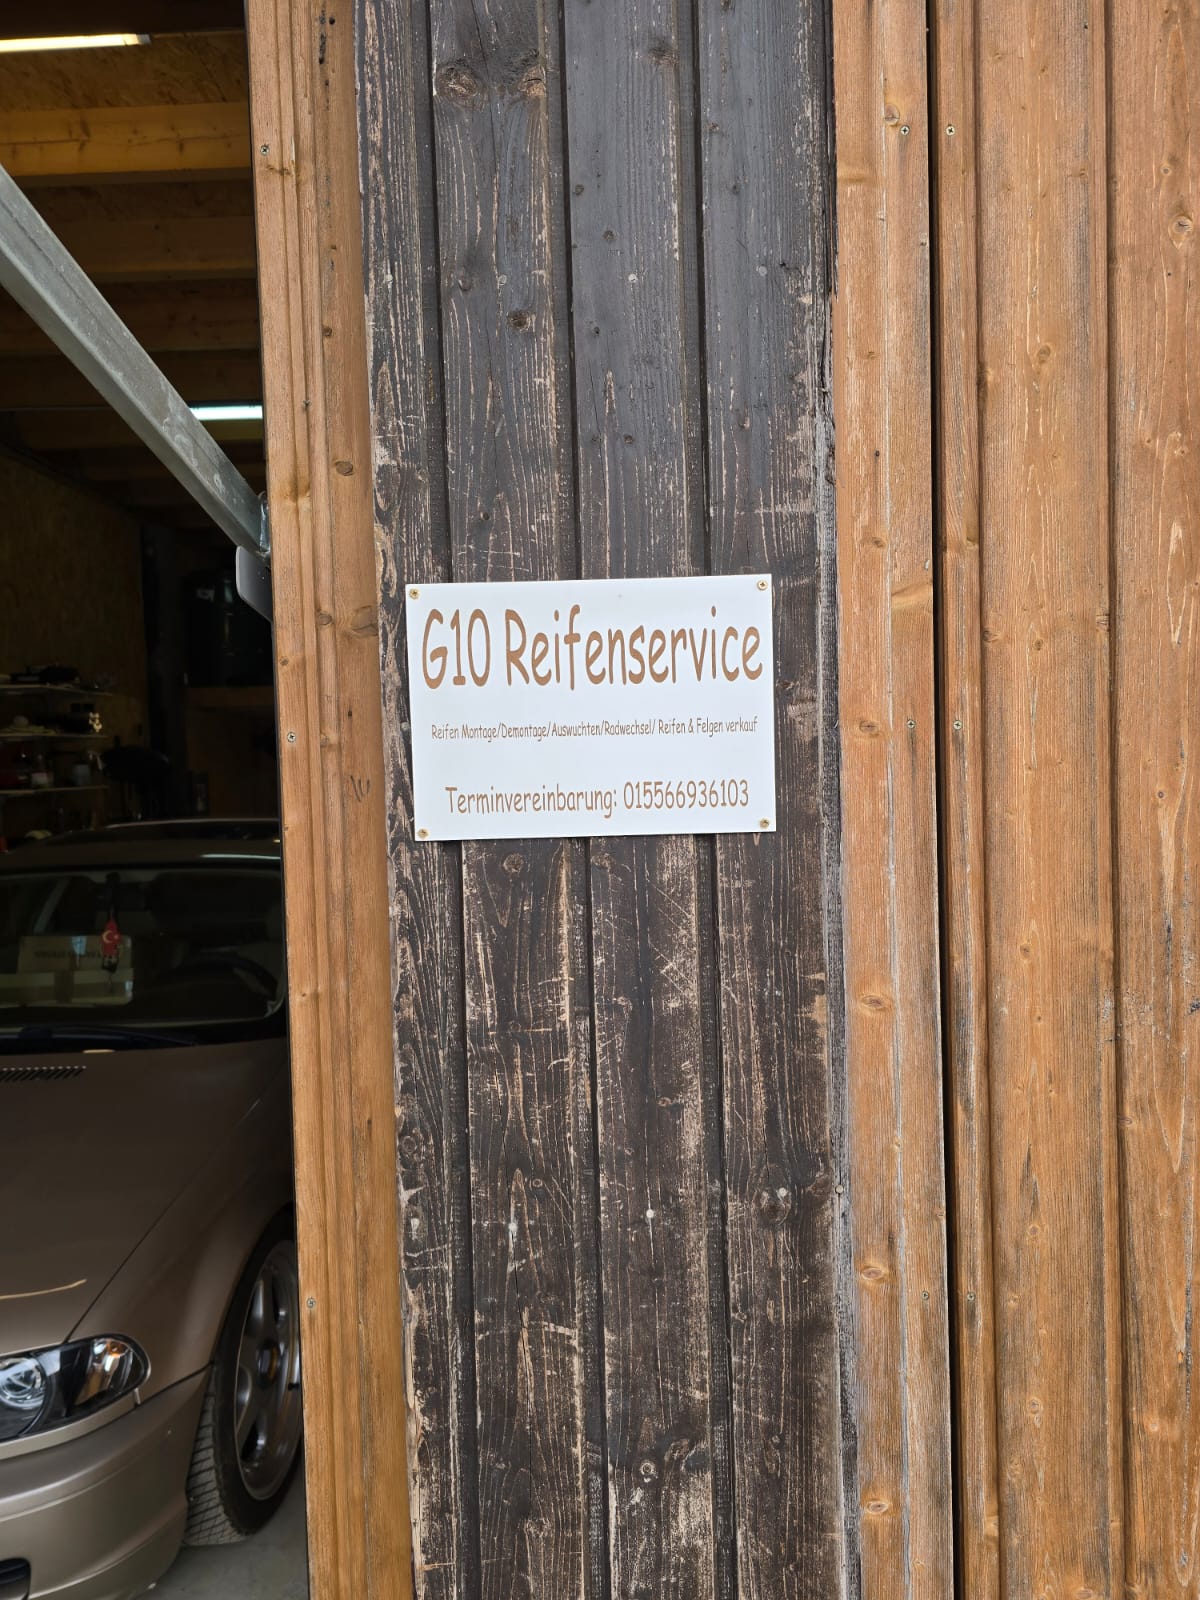 G10 Reifenservice
Reifen Montage/Demontage/Auswuchten/Radwechsel/ Reifen & Felgen verkauf
Terminvereinbarung: 015566936103